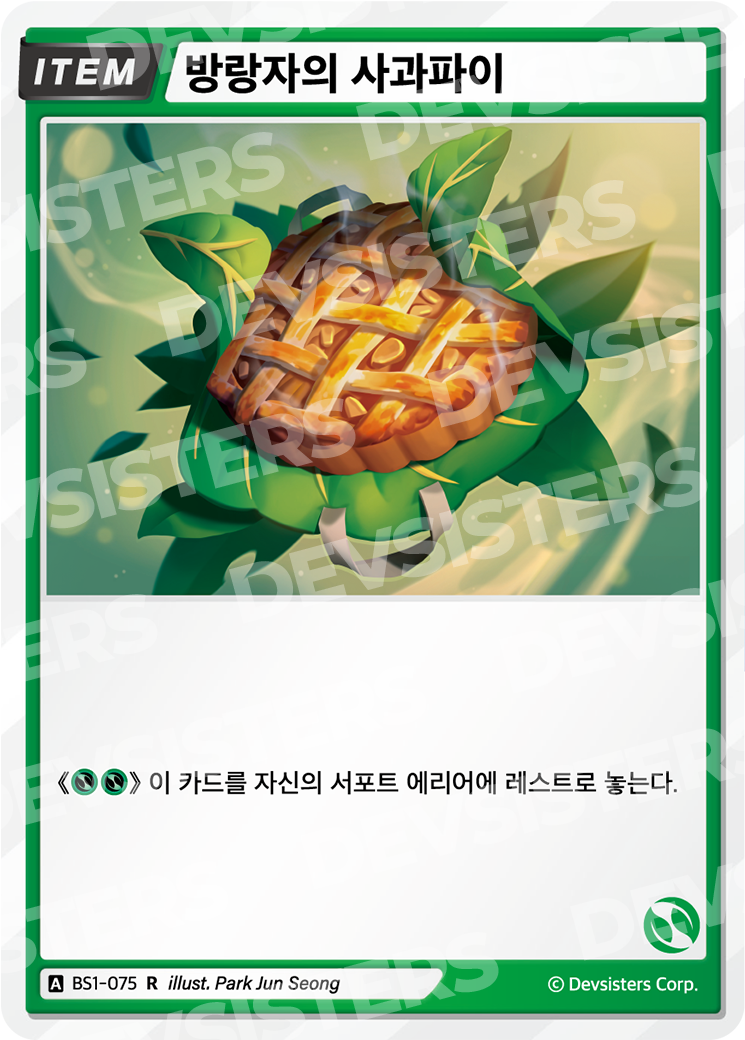 ITEM
방랑자의 사과파이
《》 이 카드를 자신의 서포트 에리어에 레스트로 놓는다.
A BS1-075 R illust. Park Jun Seong
© Devsisters Corp.
DEVSISTERS